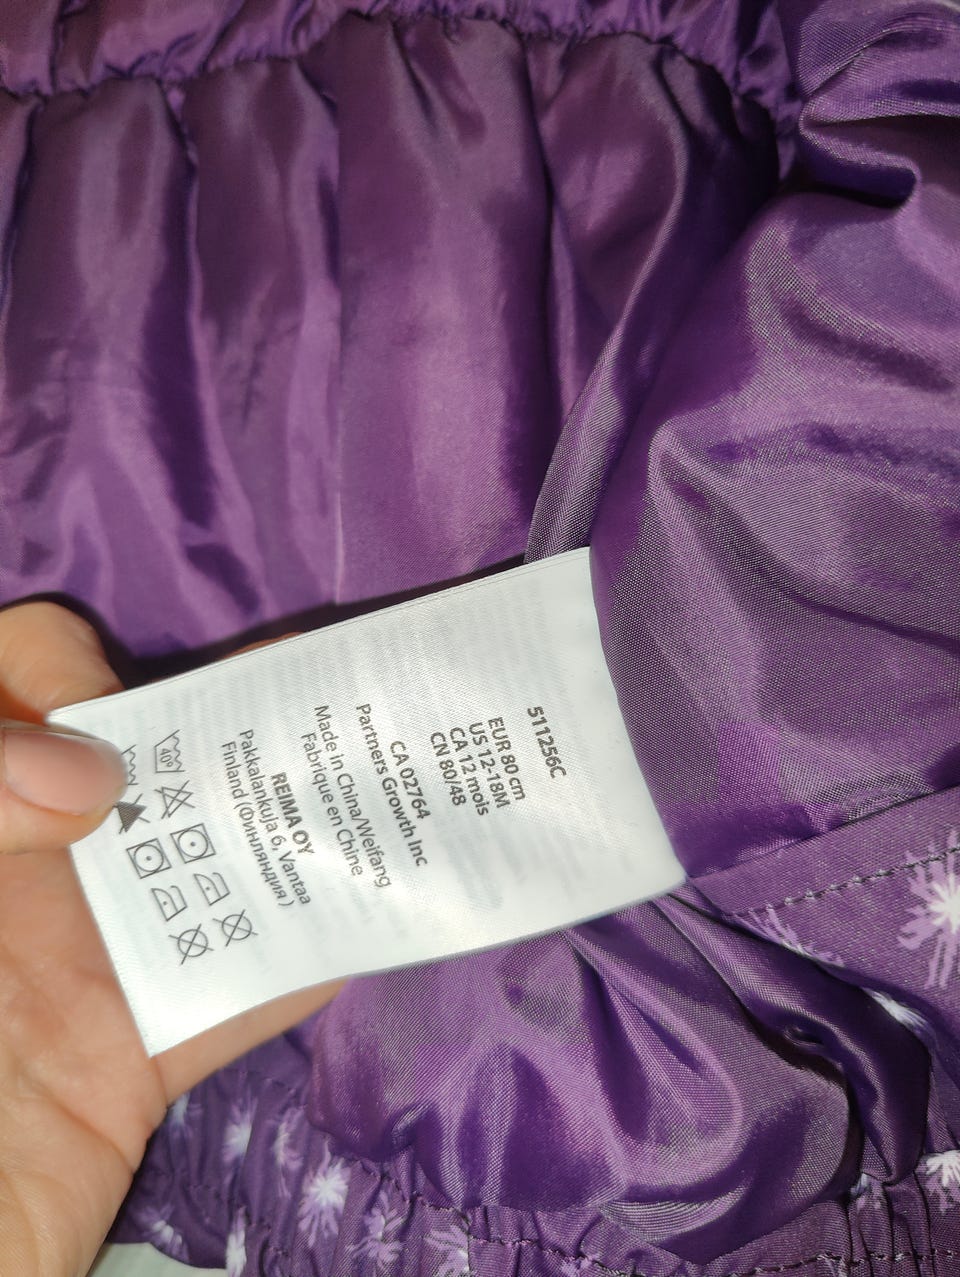 511256C
EUR 80 cm
US 12-18M
CA 12 mois
CN 80/48
CA 02764
Partners Growth Inc
Made in China/Weifang
Fabrique en Chine
REIMA OY
Pakkalankuja 6, Vantaa
Finland (Финляндия)
40°